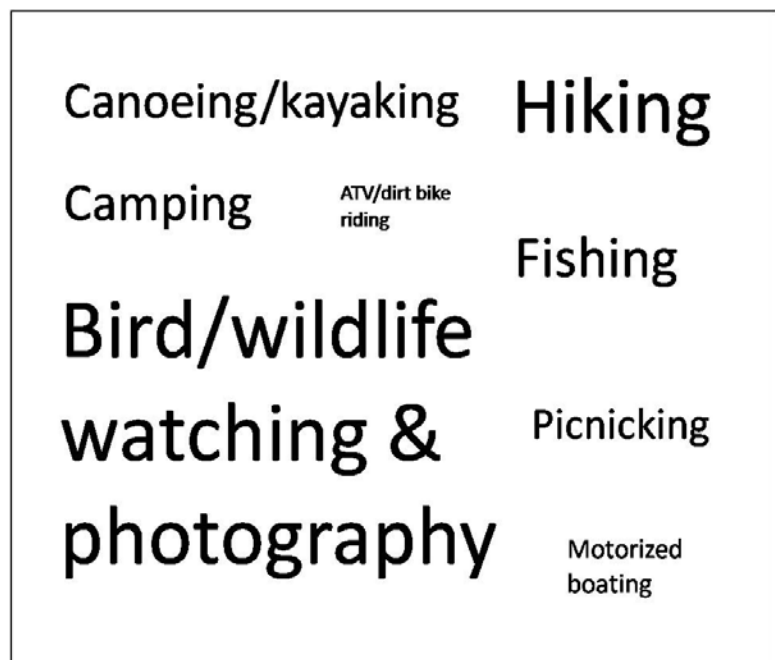 Canoeing/kayaking
Hiking
Camping
ATV/dirt bike
riding
Fishing
Bird/wildlife
watching &
photography
Picnicking
Motorized
boating